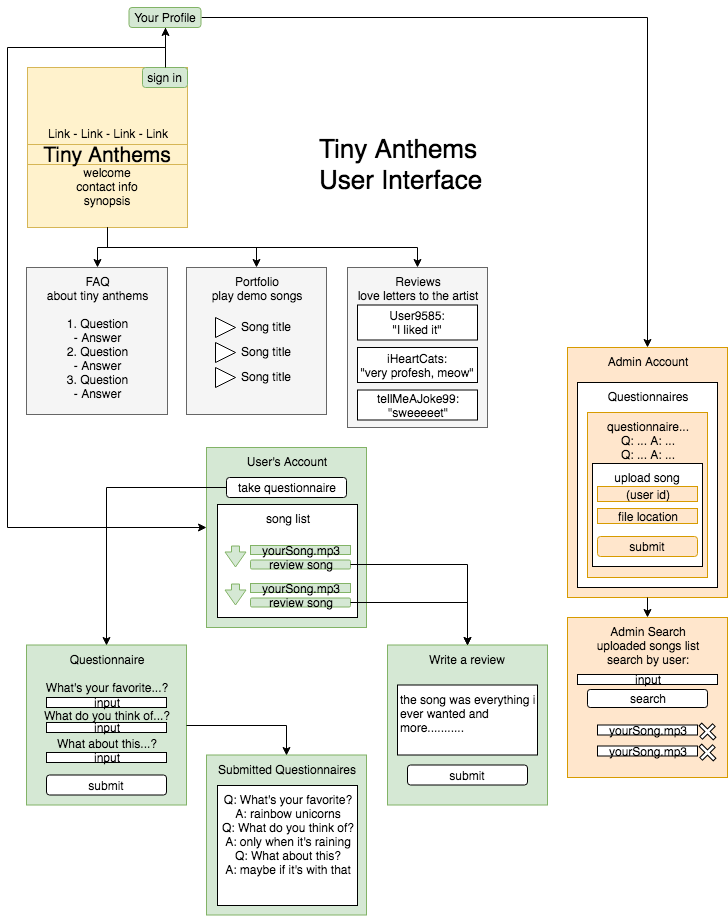 Your Profile
sign in
Link - Link - Link - Link
Tiny Anthems
welcome
contact info
synopsis
Tiny Anthems
User Interface
FAQ
about tiny anthems
1. Question
- Answer
2. Question
- Answer
3. Question
- Answer
Portfolio
play demo songs
Song title
Song title
Song title
Reviews
love letters to the artist
User9585:
"I liked it"
iHeartCats:
"very profesh, meow"
tellMeAJoke99:
"sweeeeet"
Admin Account
Questionnaires
questionnaire...
Q: ... A: ...
Q: ... A: ...
upload song
(user id)
file location
submit
User's Account
take questionnaire
song list
yourSong.mp3
review song
yourSong.mp3
review song
Questionnaire
What's your favorite...?
input
What do you think of...?
input
What about this...?
input
submit
Submitted Questionnaires
Q: What's your favorite?
A: rainbow unicorns
Q: What do you think of?
A: only when it's raining
Q: What about this?
A: maybe if it's with that
Write a review
the song was everything i
ever wanted and
more...........
submit
Admin Search
uploaded songs list
search by user:
input
search
yourSong.mp3
yourSong.mp3